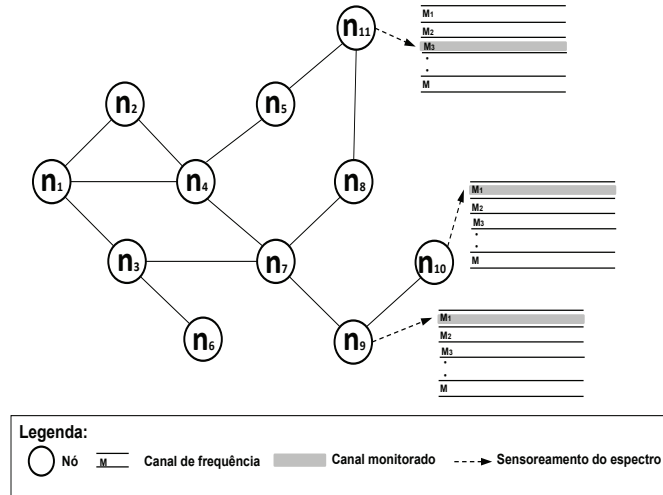 n11
M1
M2
M3
.
.
M
n2
n5
n1
n4
n8
M1
M2
M3
.
.
M
n3
n7
n10
n6
n9
M1
M2
M3
.
.
M
Legenda:
Nó M Canal de frequência Canal monitorado Sensoreamento do espectro